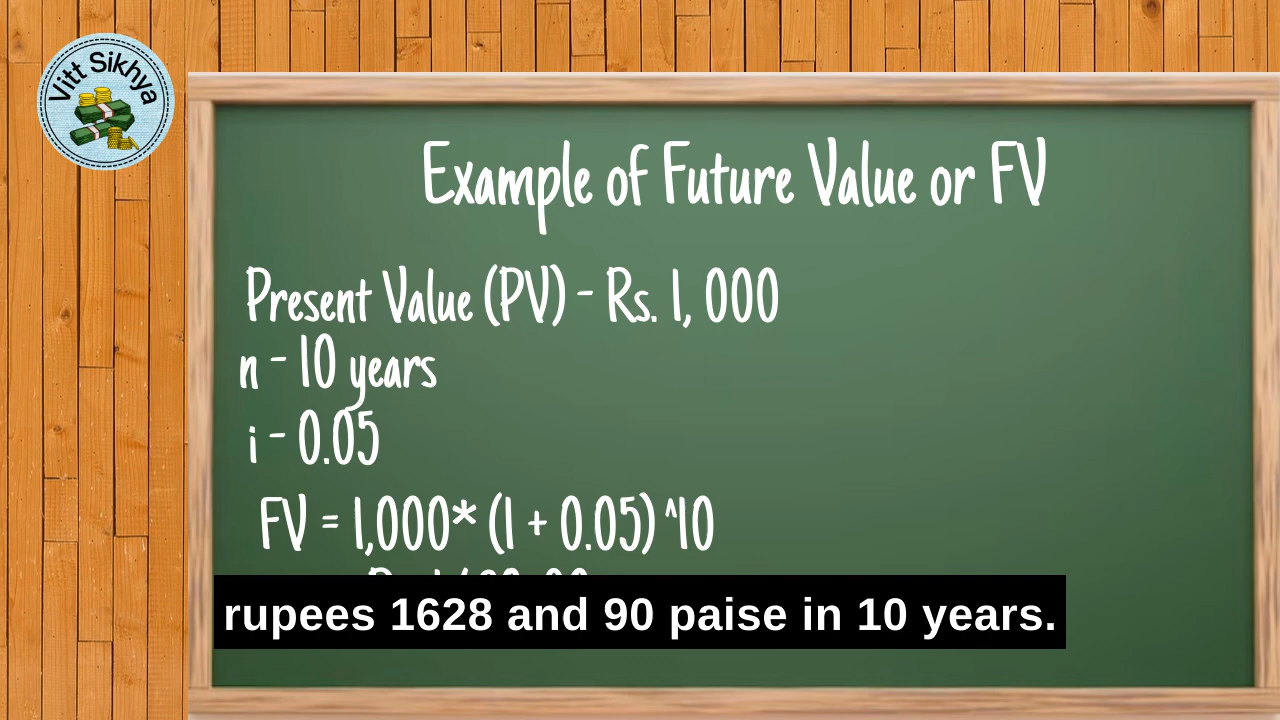 Vitt Sikhya
Example of Future Value or FV
Present Value (PV) - Rs. 1, 000
n - 10 years
i - 0.05
FV = 1,000* (1 + 0.05) ^10
rupees 1628 and 90 paise in 10 years.